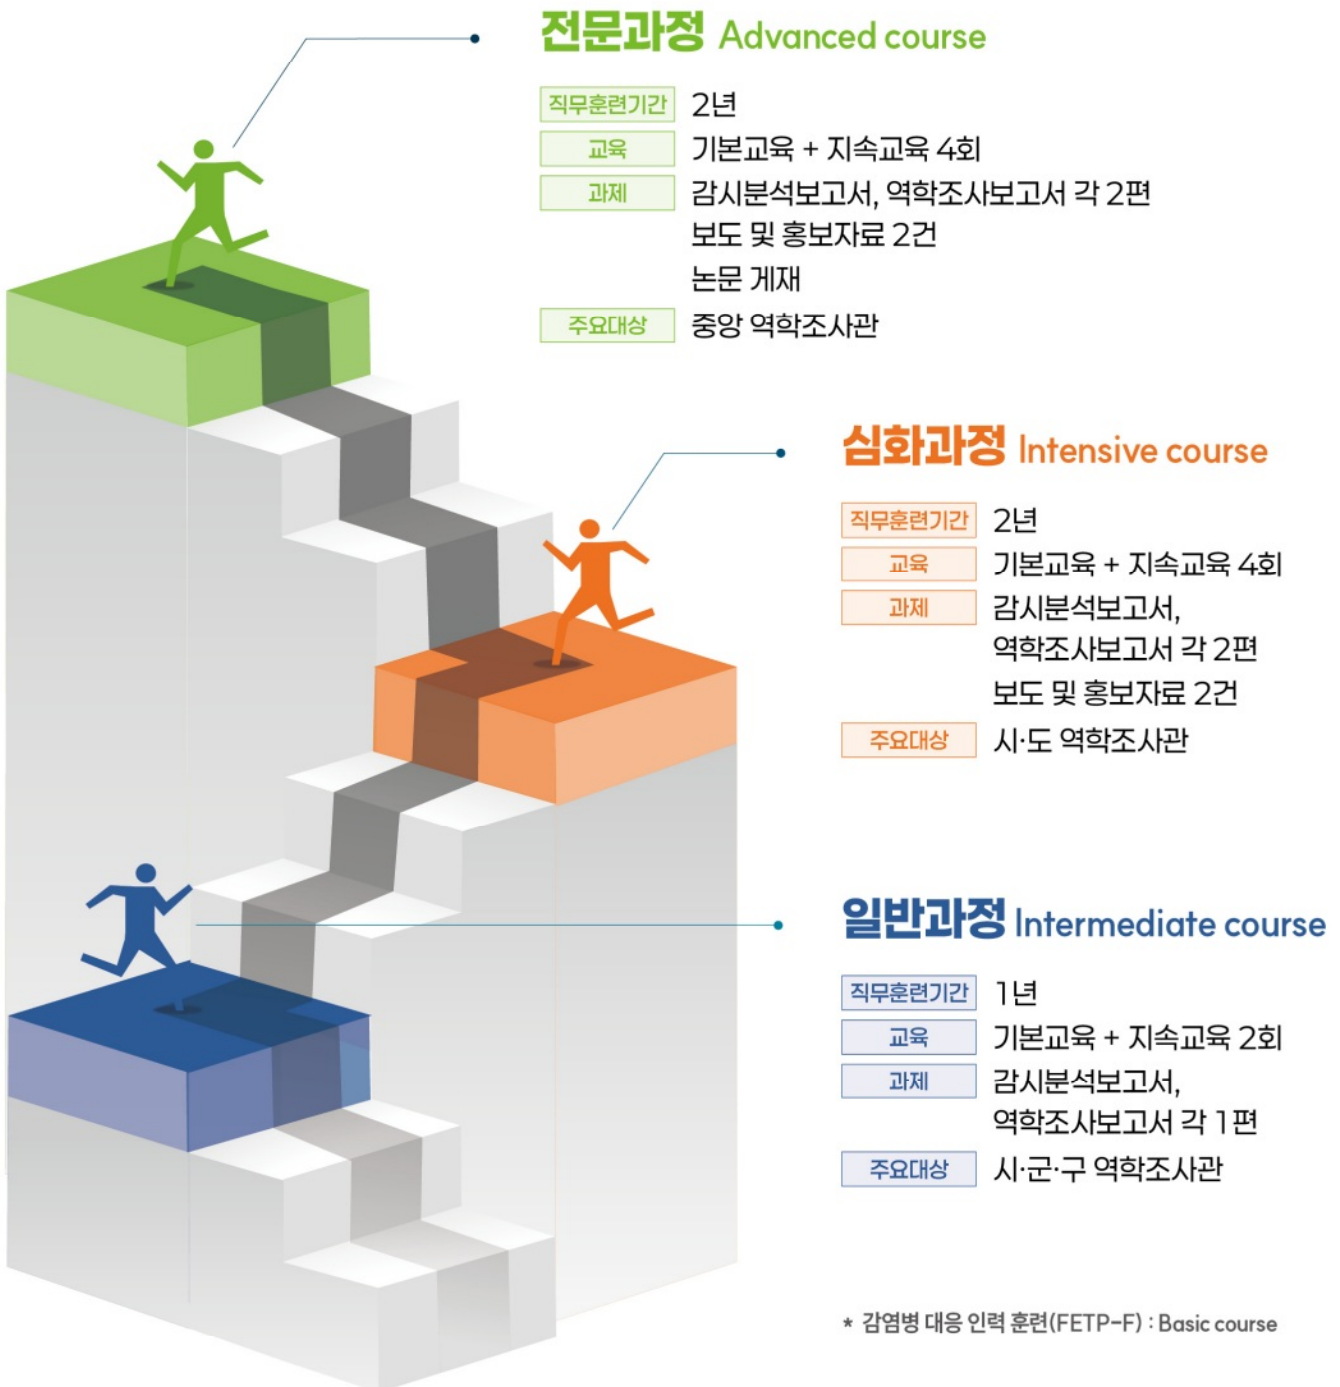 전문과정 Advanced course
직무훈련기간 2년
교육 기본교육 + 지속교육 4회
과제 감시분석보고서, 역학조사보고서 각 2편
보도 및 홍보자료 2건
논문 게재
주요대상 중앙 역학조사관
심화과정 Intensive course
직무훈련기간 2년
교육 기본교육 + 지속교육 4회
과제 감시분석보고서,
역학조사보고서 각 2편
보도 및 홍보자료 2건
주요대상 시·도 역학조사관
일반과정 Intermediate course
직무훈련기간 1년
교육 기본교육 + 지속교육 2회
과제 감시분석보고서,
역학조사보고서 각 1편
주요대상 시·군·구 역학조사관
* 감염병 대응 인력 훈련(FETP-F) : Basic course